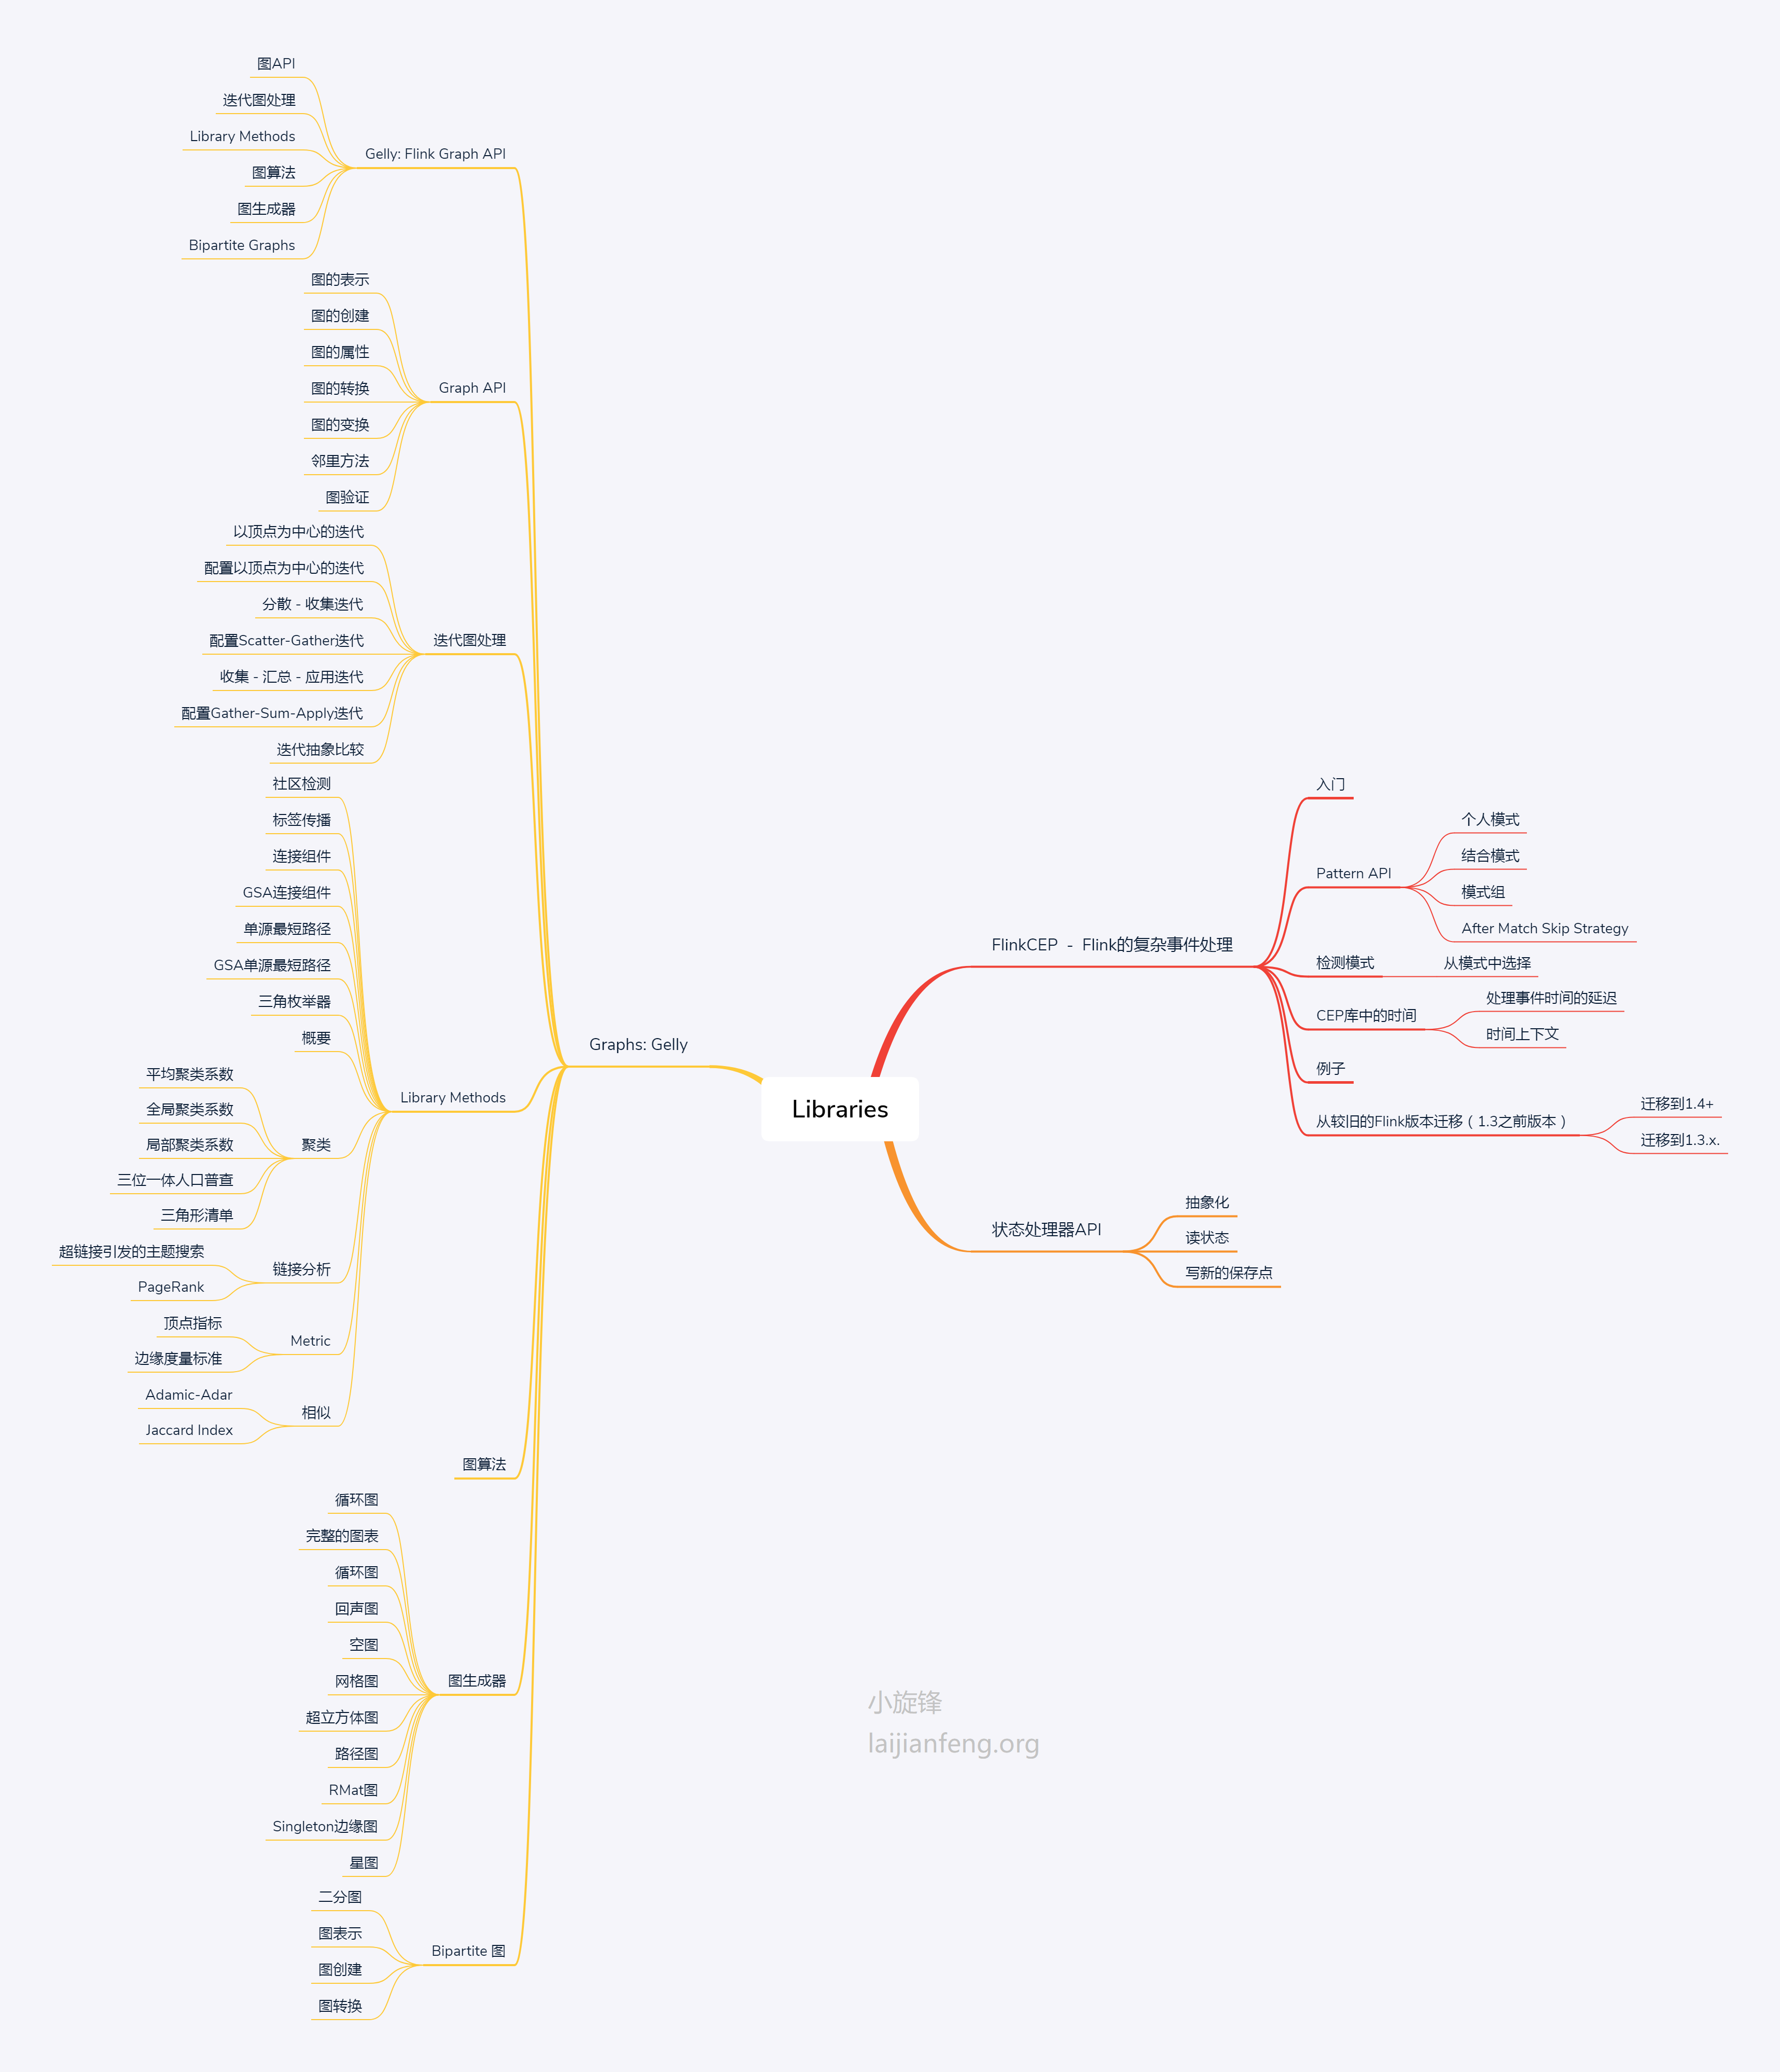 Libraries
FlinkCEP - Flink的复杂事件处理
入门
Pattern API
个人模式
结合模式
模式组
After Match Skip Strategy
检测模式
从模式中选择
CEP库中的时间
处理事件时间的延迟
时间上下文
例子
从较旧的Flink版本迁移（1.3之前版本）
迁移到1.4+
迁移到1.3.x.
状态处理器API
抽象化
读状态
写新的保存点
Graphs: Gelly
Gelly: Flink Graph API
图API
迭代图处理
Library Methods
图算法
图生成器
Bipartite Graphs
Graph API
图的表示
图的创建
图的属性
图的转换
图的变换
邻里方法
图验证
迭代图处理
以顶点为中心的迭代
配置以顶点为中心的迭代
分散 - 收集迭代
配置Scatter-Gather迭代
收集 - 汇总 - 应用迭代
配置Gather-Sum-Apply迭代
迭代抽象比较
Library Methods
社区检测
标签传播
连接组件
GSA连接组件
单源最短路径
GSA单源最短路径
三角枚举器
概要
聚类
平均聚类系数
全局聚类系数
局部聚类系数
三位一体人口普查
三角形清单
链接分析
超链接引发的主题搜索
PageRank
Metric
顶点指标
边缘度量标准
相似
Adamic-Adar
Jaccard Index
图算法
图生成器
循环图
完整的图表
循环图
回声图
空图
网格图
超立方体图
路径图
RMat图
Singleton边缘图
星图
Bipartite 图
二分图
图表示
图创建
图转换
小旋锋
laijianfeng.org